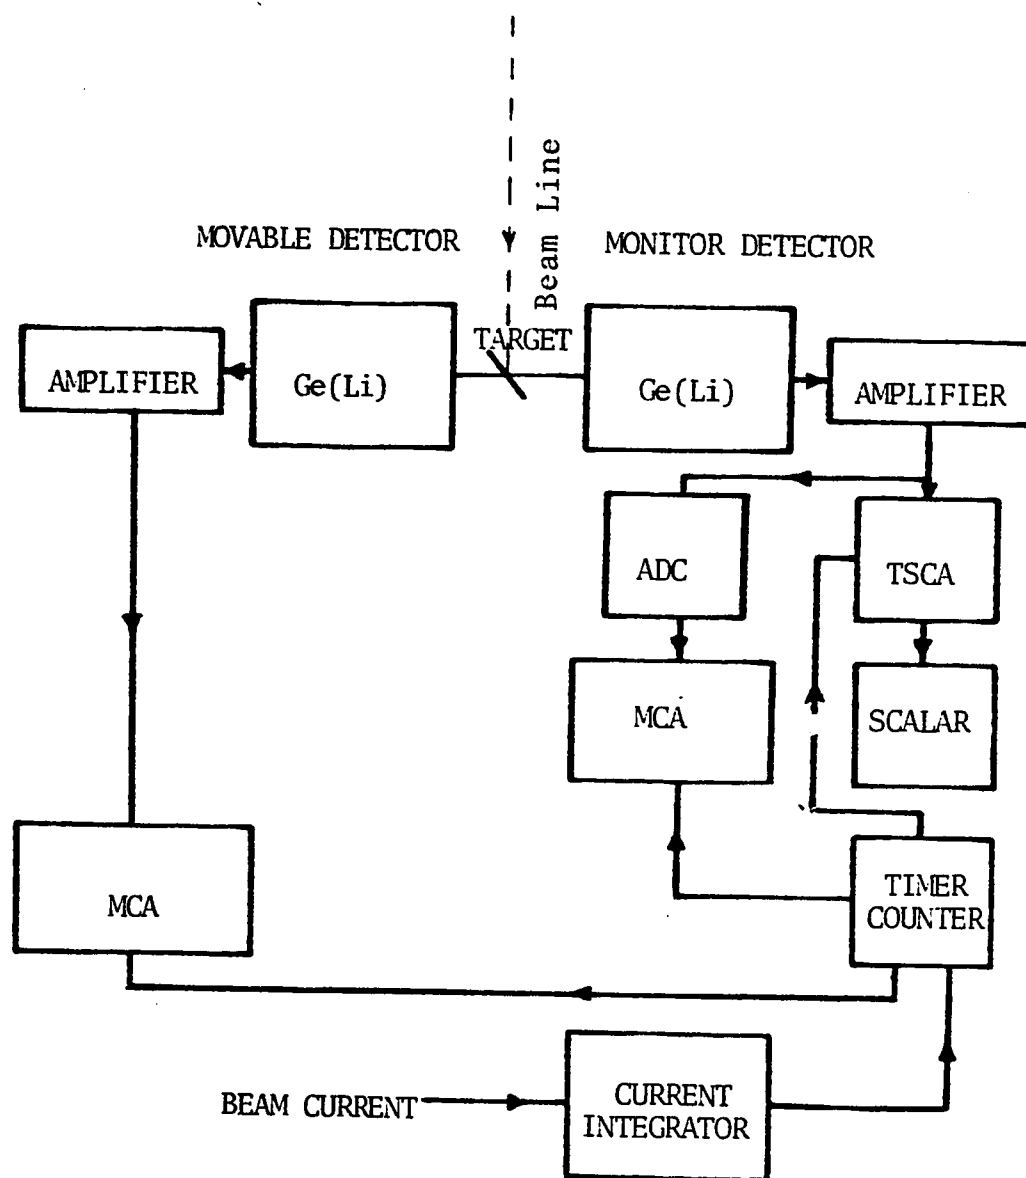 Beam Line
MOVABLE DETECTOR
MONITOR DETECTOR
TARGET
AMPLIFIER
Ge(Li)
Ge(Li)
AMPLIFIER
ADC
TSCA
MCA
SCALAR
MCA
TIMER
COUNTER
BEAM CURRENT
CURRENT
INTEGRATOR